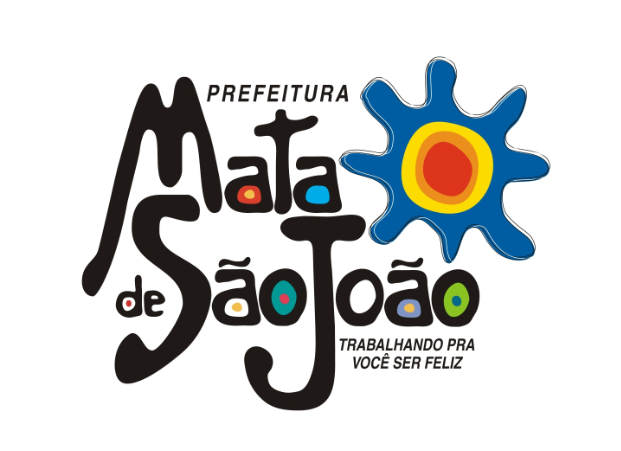 PREFEITURA
Mata
de São João
TRABALHANDO PRA
VOCÊ SER FELIZ